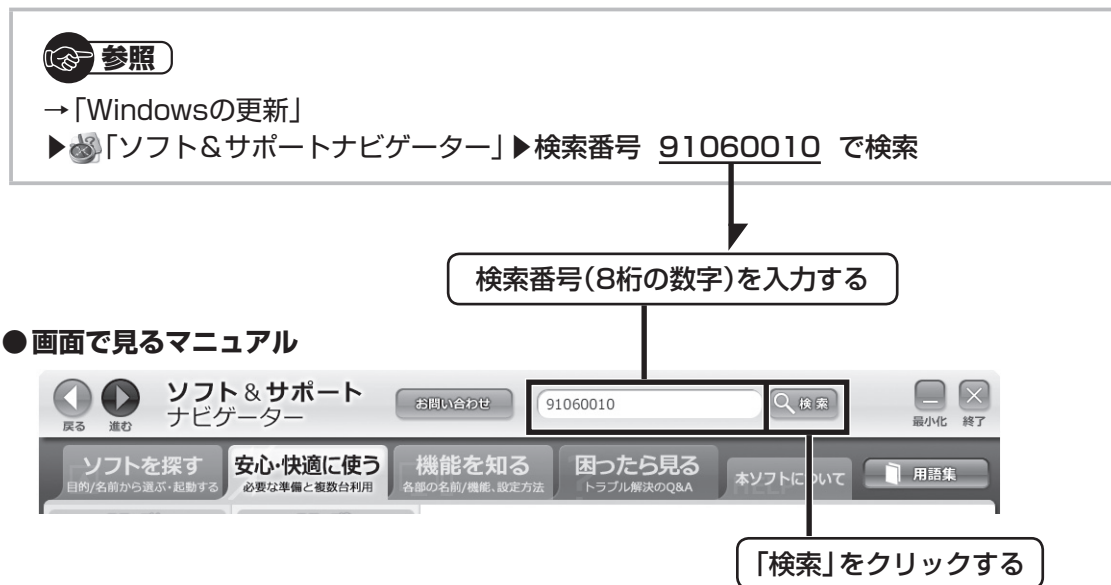 参照
→「Windowsの更新」
▶「ソフト&サポートナビゲーター」▶検索番号 91060010 で検索
検索番号(8桁の数字)を入力する
●画面で見るマニュアル
戻る 進む
ソフト&サポート
ナビゲーター
お問い合わせ
91060010
検索
最小化 終了
ソフトを探す
目的/名前から選ぶ・起動する
安心・快適に使う
必要な準備と複数台利用
機能を知る
各部の名前/機能、設定方法
困ったら見る
トラブル解決のQ&A
本ソフトについて
用語集
「検索」をクリックする